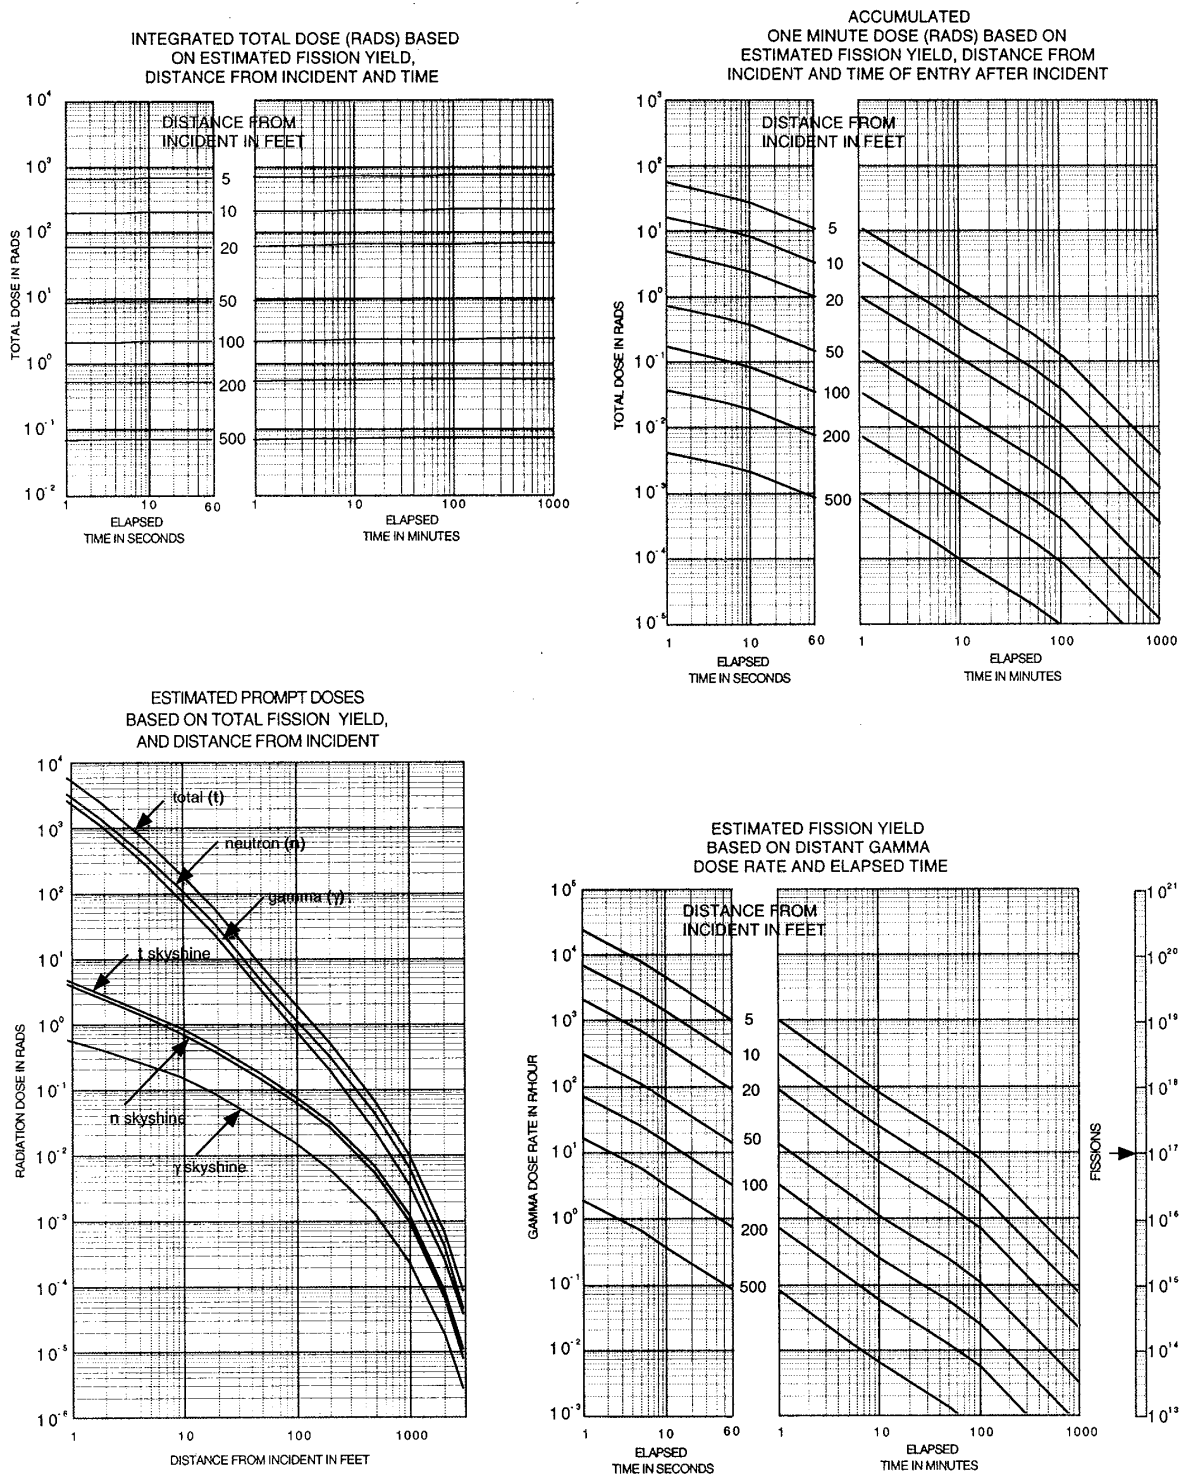 INTEGRATED TOTAL DOSE (RADS) BASED
ON ESTIMATED FISSION YIELD,
DISTANCE FROM INCIDENT AND TIME
10^4
10^3
10^2
10^1
10^0
10^-1
10^-2
TOTAL DOSE IN RADS
DISTANCE FROM
INCIDENT IN FEET
5
10
20
50
100
200
500
1 10 60
ELAPSED
TIME IN SECONDS
1 10 100 1000
ELAPSED
TIME IN MINUTES
ACCUMULATED
ONE MINUTE DOSE (RADS) BASED ON
ESTIMATED FISSION YIELD, DISTANCE FROM
INCIDENT AND TIME OF ENTRY AFTER INCIDENT
10^3
10^2
10^1
10^0
10^-1
10^-2
10^-3
10^-4
10^-5
TOTAL DOSE IN RADS
DISTANCE FROM
INCIDENT IN FEET
5
10
20
50
100
200
500
1 10 60
ELAPSED
TIME IN SECONDS
1 10 100 1000
ELAPSED
TIME IN MINUTES
ESTIMATED PROMPT DOSES
BASED ON TOTAL FISSION YIELD,
AND DISTANCE FROM INCIDENT
10^4
10^3
10^2
10^1
10^0
10^-1
10^-2
10^-3
10^-4
10^-5
10^-6
RADIATION DOSE IN RADS
total (t)
neutron (n)
gamma (γ)
t skyshine
n skyshine
γ skyshine
1 10 100 1000
DISTANCE FROM INCIDENT IN FEET
ESTIMATED FISSION YIELD
BASED ON DISTANT GAMMA
DOSE RATE AND ELAPSED TIME
10^5
10^4
10^3
10^2
10^1
10^0
10^-1
10^-2
10^-3
GAMMA DOSE RATE IN R/HOUR
DISTANCE FROM
INCIDENT IN FEET
5
10
20
50
100
200
500
1 10 60
ELAPSED
TIME IN SECONDS
1 10 100 1000
ELAPSED
TIME IN MINUTES
FISSIONS
10^21
10^20
10^19
10^18
10^17
10^16
10^15
10^14
10^13